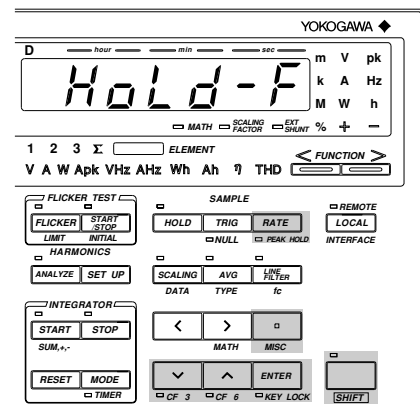 YOKOGAWA
D hour min sec
m V pk
HoLd-F
k A Hz
M W h
MATH SCALING FACTOR EXT SHUNT % + −
1 2 3 Σ ELEMENT
< FUNCTION >
V A W Apk VHz AHz Wh Ah η THD
FLICKER TEST SAMPLE REMOTE
FLICKER START/STOP HOLD TRIG RATE LOCAL
LIMIT INITIAL NULL PEAK HOLD INTERFACE
HARMONICS
ANALYZE SET UP SCALING AVG LINE FILTER
DATA TYPE fc
INTEGRATOR
START STOP < >
SUM,+,- MATH MISC
RESET MODE ENTER
TIMER CF 3 CF 6 KEY LOCK SHIFT